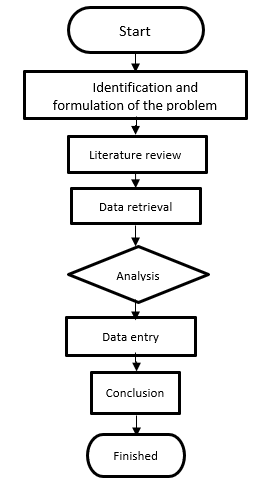 Start
Identification and
formulation of the problem
Literature review
Data retrieval
Analysis
Data entry
Conclusion
Finished